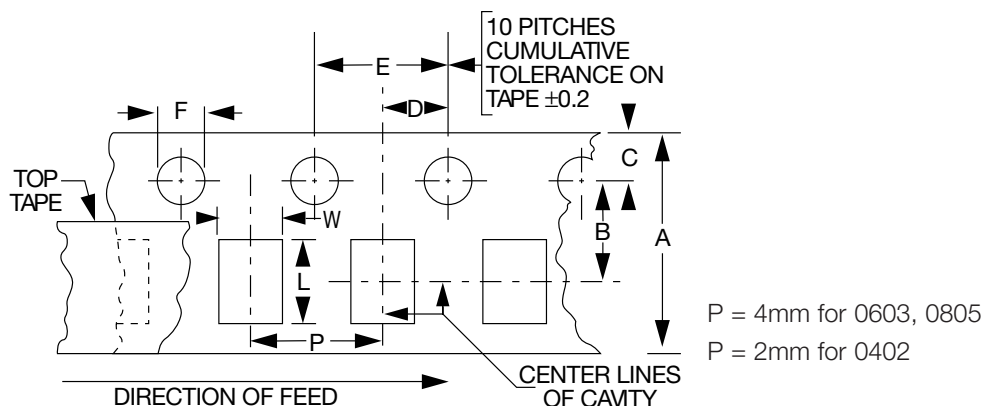 10 PITCHES
CUMULATIVE
TOLERANCE ON
TAPE ±0.2
E
D
F
C
TOP
TAPE
W
B
A
L
P
P = 4mm for 0603, 0805
P = 2mm for 0402
CENTER LINES
OF CAVITY
DIRECTION OF FEED